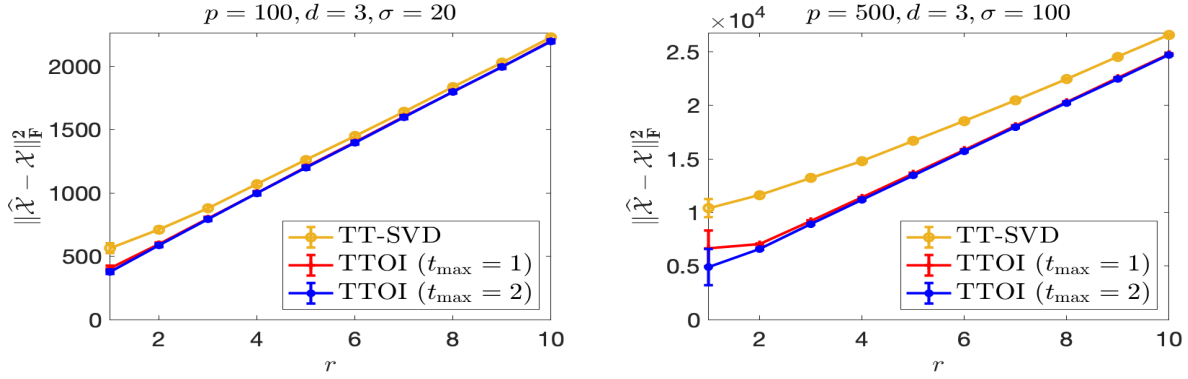 p = 100, d = 3, σ = 20
‖X̂ − X‖²_F
2000
1500
1000
500
0
2 4 6 8 10
r
TT-SVD
TTOI (t_max = 1)
TTOI (t_max = 2)
p = 500, d = 3, σ = 100
×10⁴
‖X̂ − X‖²_F
2.5
2
1.5
1
0.5
0
2 4 6 8 10
r
TT-SVD
TTOI (t_max = 1)
TTOI (t_max = 2)